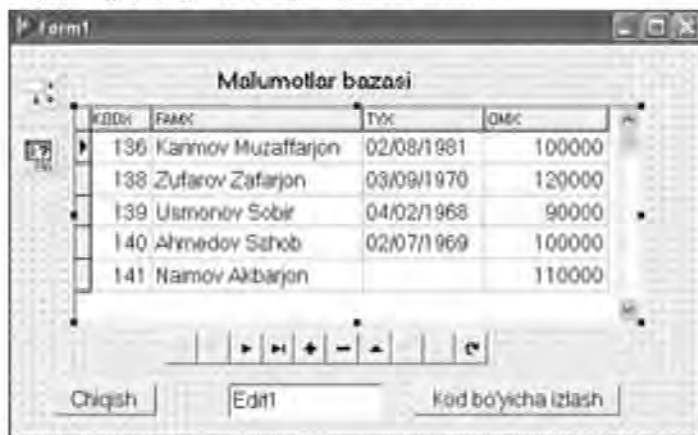 Form1
Malumotlar bazasi
KODX FAMX TYX OMX
136 Karimov Muzaffarjon 02/08/1981 100000
138 Zufarov Zafarjon 03/09/1970 120000
139 Usmonov Sobir 04/02/1968 90000
140 Ahmedov Sohob 02/07/1969 100000
141 Naimov Akbarjon 110000
Chiqish Edit1 Kod bo'yicha izlash